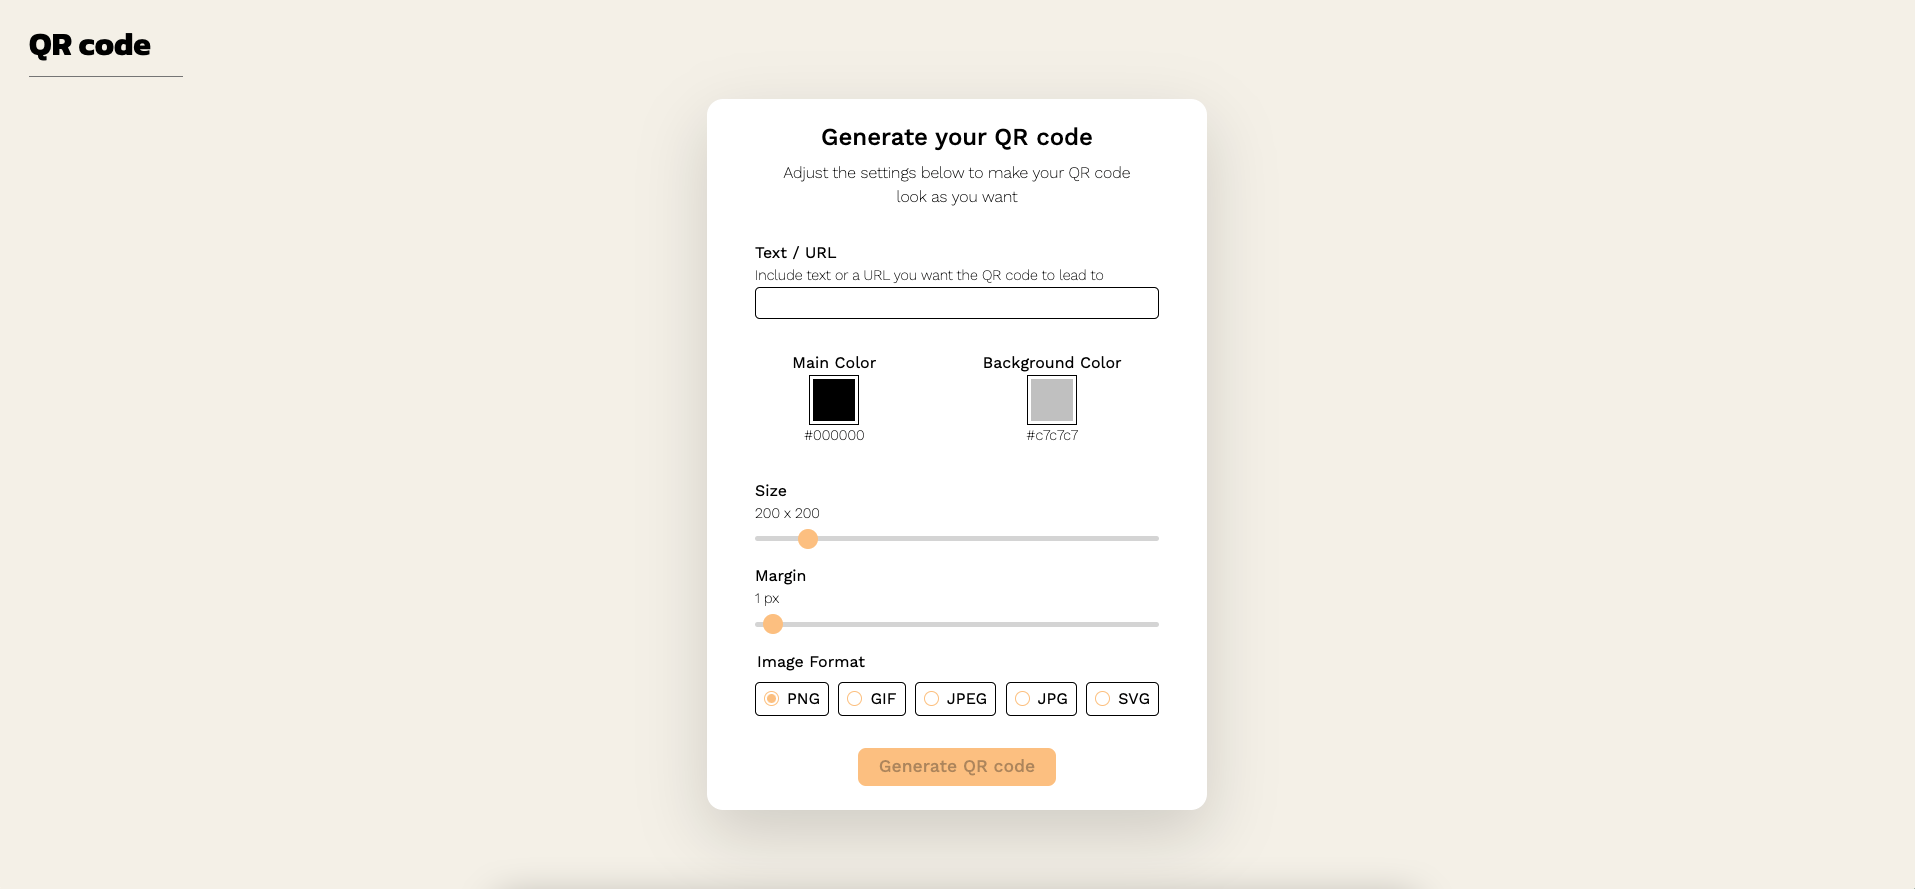 QR code
Generate your QR code
Adjust the settings below to make your QR code
look as you want
Text / URL
Include text or a URL you want the QR code to lead to
Main Color
Background Color
#000000
#c7c7c7
Size
200 x 200
Margin
1 px
Image Format
PNG
GIF
JPEG
JPG
SVG
Generate QR code